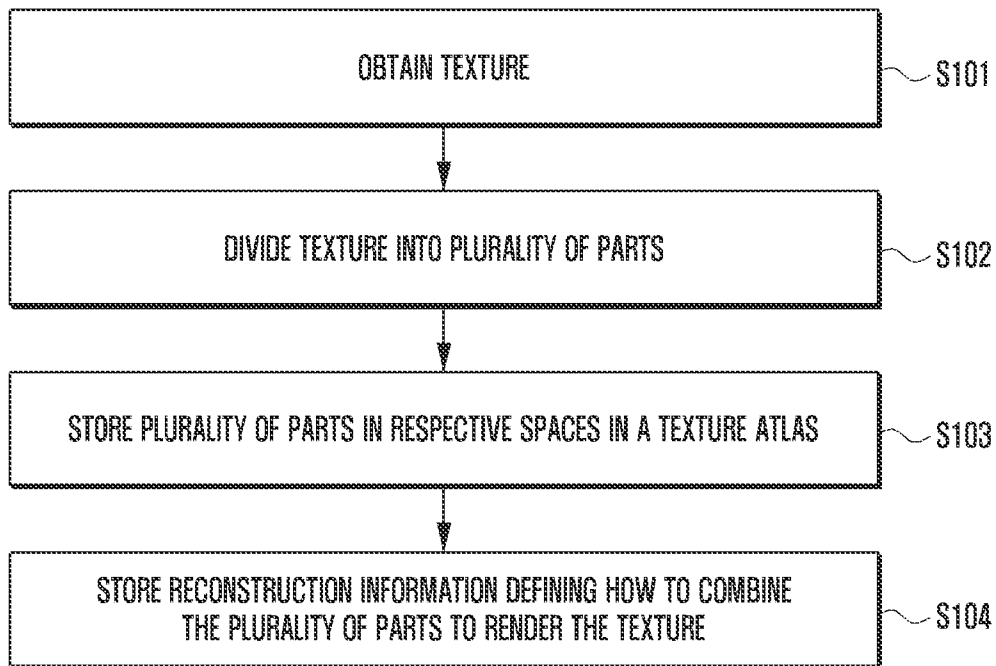 OBTAIN TEXTURE
S101
DIVIDE TEXTURE INTO PLURALITY OF PARTS
S102
STORE PLURALITY OF PARTS IN RESPECTIVE SPACES IN A TEXTURE ATLAS
S103
STORE RECONSTRUCTION INFORMATION DEFINING HOW TO COMBINE
THE PLURALITY OF PARTS TO RENDER THE TEXTURE
S104